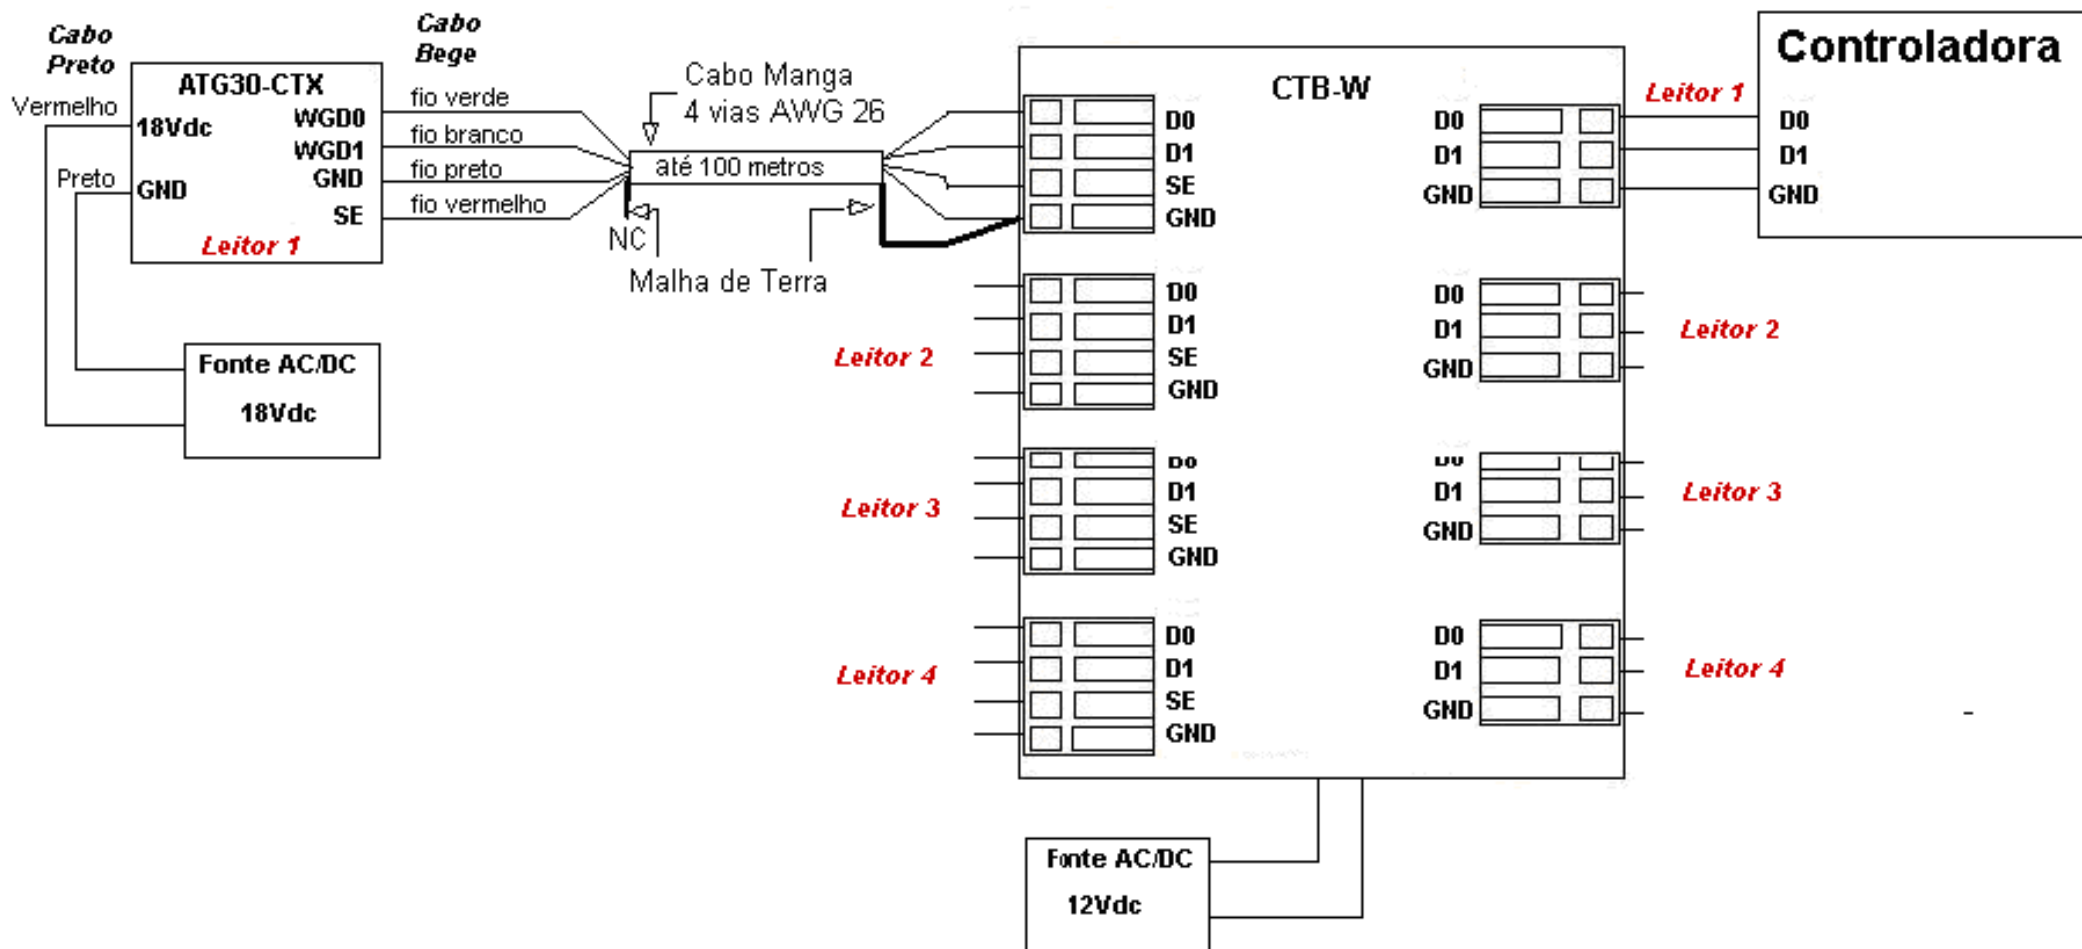 Cabo
Preto
Vermelho
Preto
ATG30-CTX
18Vdc
GND
WGD0
WGD1
GND
SE
Leitor 1
Cabo
Bege
fio verde
fio branco
fio preto
fio vermelho
Cabo Manga
4 vias AWG 26
até 100 metros
NC
Malha de Terra
Fonte AC/DC
18Vdc
CTB-W
D0
D1
SE
GND
D0
D1
GND
Leitor 1
Controladora
D0
D1
GND
Leitor 2
D0
D1
SE
GND
D0
D1
GND
Leitor 2
Leitor 3
D0
D1
SE
GND
D0
D1
GND
Leitor 3
Leitor 4
D0
D1
SE
GND
D0
D1
GND
Leitor 4
Fonte AC/DC
12Vdc